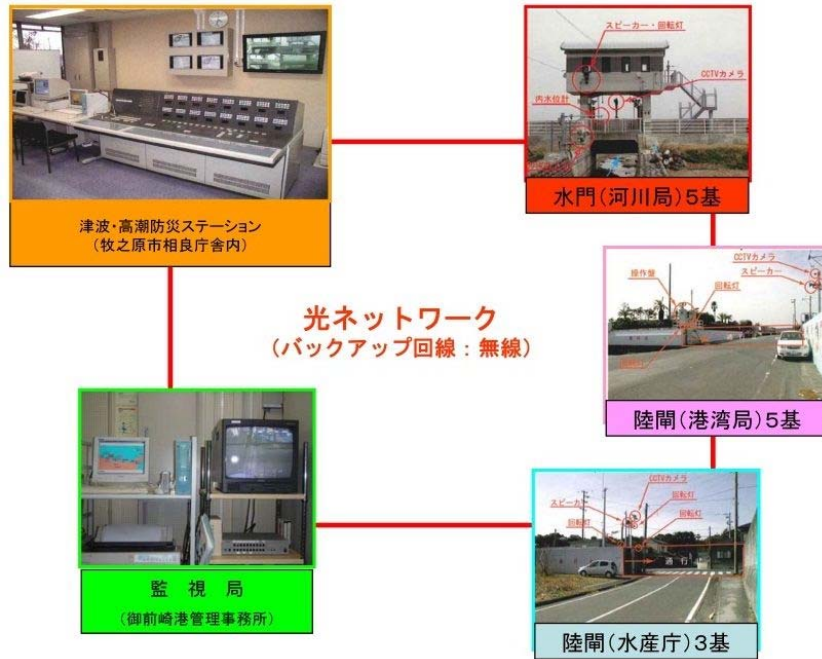 津波・高潮防災ステーション
(牧之原市相良庁舎内)
スピーカー・回転灯
CCTVカメラ
内水位計
水門(河川局)5基
光ネットワーク
(バックアップ回線：無線)
CCTVカメラ
スピーカー
操作盤
回転灯
陸閘(港湾局)5基
監 視 局
(御前崎港管理事務所)
CCTVカメラ
スピーカー
回転灯
回転灯
回転灯
通行
陸閘(水産庁)3基